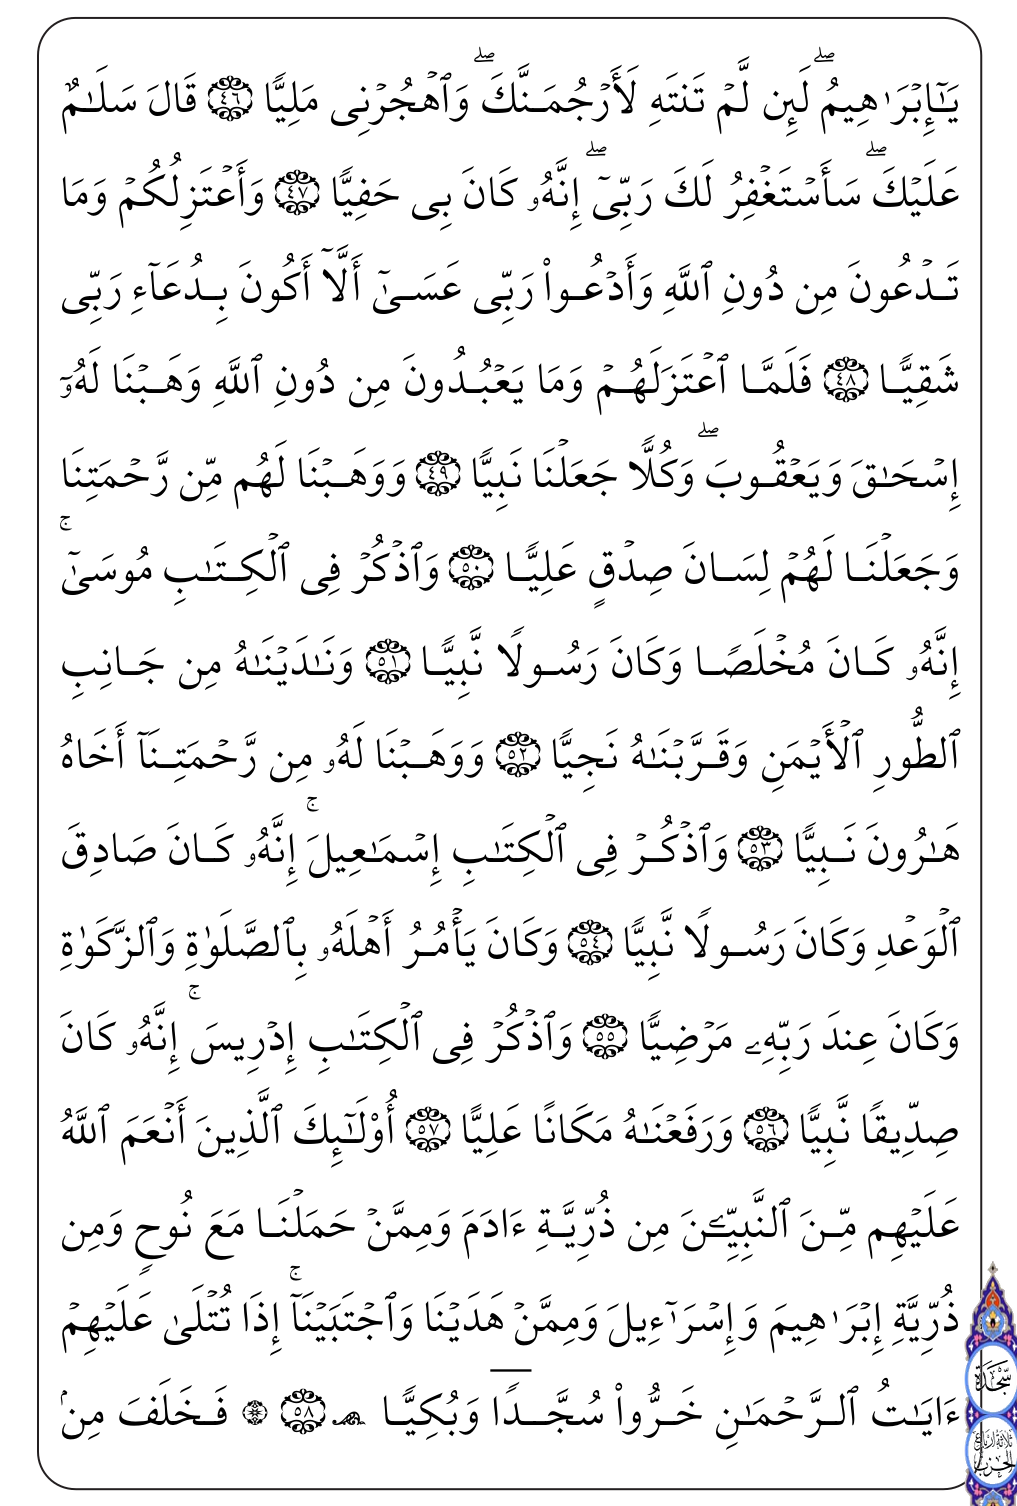 يَـٰٓإِبۡرَٰهِيمُۖ لَئِن لَّمۡ تَنتَهِ لَأَرۡجُمَنَّكَۖ وَٱهۡجُرۡنِى مَلِيًّا ٤٦ قَالَ سَلَـٰمٌ
عَلَيۡكَۖ سَأَسۡتَغۡفِرُ لَكَ رَبِّىٓۖ إِنَّهُۥ كَانَ بِى حَفِيًّا ٤٧ وَأَعۡتَزِلُكُمۡ وَمَا
تَدۡعُونَ مِن دُونِ ٱللَّهِ وَأَدۡعُواْ رَبِّى عَسَىٰٓ أَلَّآ أَكُونَ بِدُعَآءِ رَبِّى
شَقِيًّا ٤٨ فَلَمَّا ٱعۡتَزَلَهُمۡ وَمَا يَعۡبُدُونَ مِن دُونِ ٱللَّهِ وَهَبۡنَا لَهُۥٓ
إِسۡحَـٰقَ وَيَعۡقُوبَۖ وَكُلًّا جَعَلۡنَا نَبِيًّا ٤٩ وَوَهَبۡنَا لَهُم مِّن رَّحۡمَتِنَا
وَجَعَلۡنَا لَهُمۡ لِسَانَ صِدۡقٍ عَلِيًّا ٥٠ وَٱذۡكُرۡ فِى ٱلۡكِتَـٰبِ مُوسَىٰٓۚ
إِنَّهُۥ كَانَ مُخۡلَصًا وَكَانَ رَسُولًا نَّبِيًّا ٥١ وَنَـٰدَيۡنَـٰهُ مِن جَانِبِ
ٱلطُّورِ ٱلۡأَيۡمَنِ وَقَرَّبۡنَـٰهُ نَجِيًّا ٥٢ وَوَهَبۡنَا لَهُۥ مِن رَّحۡمَتِنَآ أَخَاهُ
هَـٰرُونَ نَبِيًّا ٥٣ وَٱذۡكُرۡ فِى ٱلۡكِتَـٰبِ إِسۡمَـٰعِيلَۚ إِنَّهُۥ كَانَ صَادِقَ
ٱلۡوَعۡدِ وَكَانَ رَسُولًا نَّبِيًّا ٥٤ وَكَانَ يَأۡمُرُ أَهۡلَهُۥ بِٱلصَّلَوٰةِ وَٱلزَّكَوٰةِ
وَكَانَ عِندَ رَبِّهِۦ مَرۡضِيًّا ٥٥ وَٱذۡكُرۡ فِى ٱلۡكِتَـٰبِ إِدۡرِيسَۚ إِنَّهُۥ كَانَ
صِدِّيقًا نَّبِيًّا ٥٦ وَرَفَعۡنَـٰهُ مَكَانًا عَلِيًّا ٥٧ أُوْلَـٰٓئِكَ ٱلَّذِينَ أَنۡعَمَ ٱللَّهُ
عَلَيۡهِم مِّنَ ٱلنَّبِيِّـۧنَ مِن ذُرِّيَّةِ ءَادَمَ وَمِمَّنۡ حَمَلۡنَا مَعَ نُوحٍ وَمِن
ذُرِّيَّةِ إِبۡرَٰهِيمَ وَإِسۡرَٰٓءِيلَ وَمِمَّنۡ هَدَيۡنَا وَٱجۡتَبَيۡنَآۚ إِذَا تُتۡلَىٰ عَلَيۡهِمۡ
ءَايَـٰتُ ٱلرَّحۡمَـٰنِ خَرُّواْ سُجَّدًا وَبُكِيًّا ۩ ٥٨ ۞ فَخَلَفَ مِنۢ
سَجْدَة
ثلاثة أرباع
الحزب